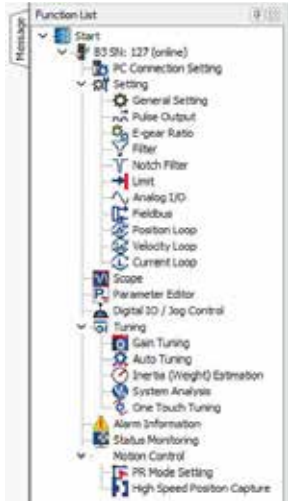 Message
Function List
Start
B3 SN: 127 (online)
PC Connection Setting
Setting
General Setting
Pulse Output
E-gear Ratio
Filter
Notch Filter
Limit
Analog I/O
Fieldbus
Position Loop
Velocity Loop
Current Loop
Scope
Parameter Editor
Digital IO / Jog Control
Tuning
Gain Tuning
Auto Tuning
Inertia (Weight) Estimation
System Analysis
One Touch Tuning
Alarm Information
Status Monitoring
Motion Control
PR Mode Setting
High Speed Position Capture